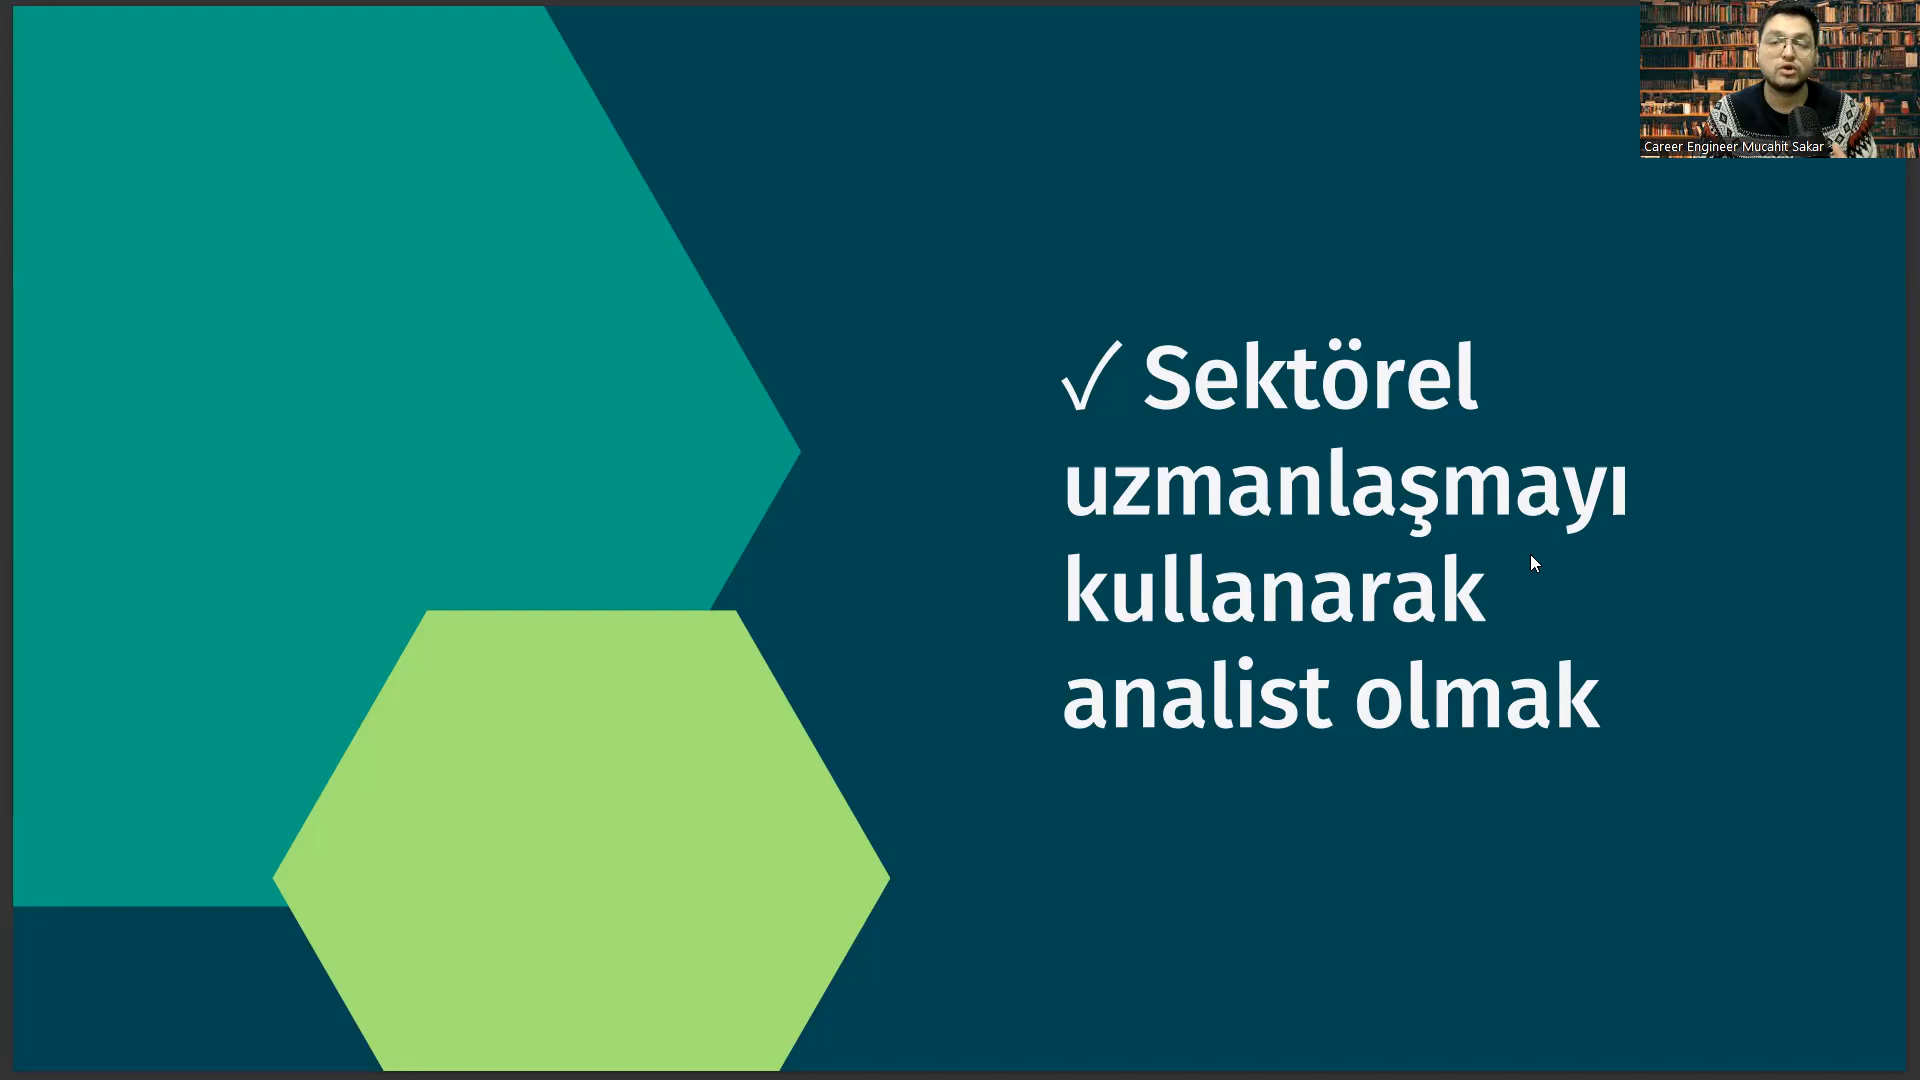 Career Engineer Mucahit Sakar
✓ Sektörel
uzmanlaşmayı
kullanarak
analist olmak